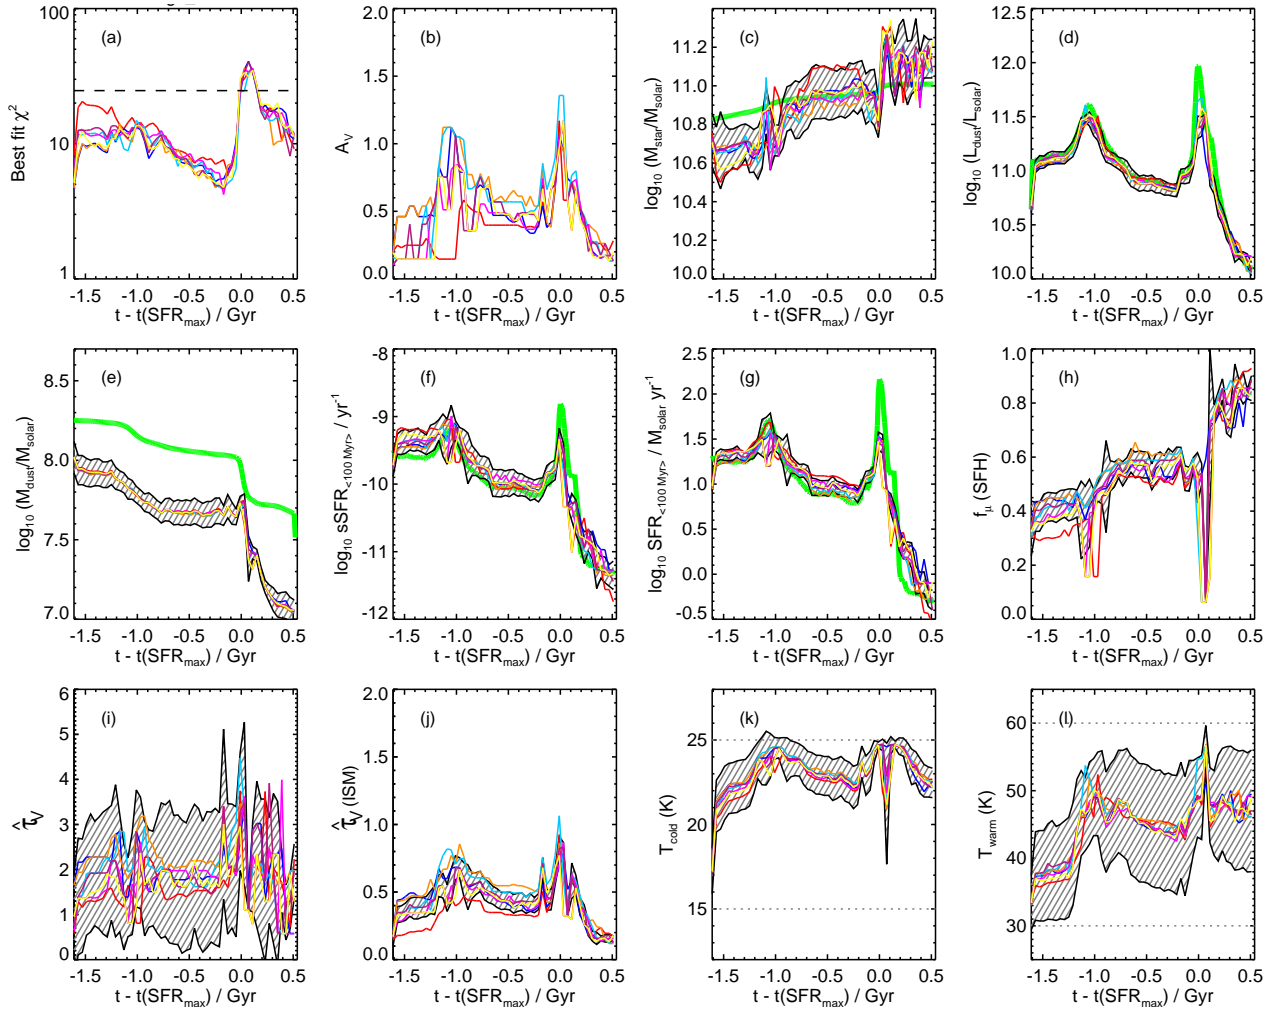 (a)
Best fit χ²
100
10
1
-1.5 -1.0 -0.5 0.0 0.5
t - t(SFRmax) / Gyr
(b)
A_V
2.0
1.5
1.0
0.5
0.0
-1.5 -1.0 -0.5 0.0 0.5
t - t(SFRmax) / Gyr
(c)
log10 (Mstar/Msolar)
11.2
11.0
10.8
10.6
10.4
10.2
10.0
-1.5 -1.0 -0.5 0.0 0.5
t - t(SFRmax) / Gyr
(d)
log10 (Ldust/Lsolar)
12.0
11.5
11.0
10.5
10.0
-1.5 -1.0 -0.5 0.0 0.5
t - t(SFRmax) / Gyr
(e)
log10 (Mdust/Msolar)
8.5
8.0
7.5
7.0
-1.5 -1.0 -0.5 0.0 0.5
t - t(SFRmax) / Gyr
(f)
log10 sSFR<100 Myr> / yr-1
-8
-9
-10
-11
-12
-1.5 -1.0 -0.5 0.0 0.5
t - t(SFRmax) / Gyr
(g)
log10 SFR<100 Myr> / Msolar yr-1
2.5
2.0
1.5
1.0
0.5
0.0
-0.5
-1.5 -1.0 -0.5 0.0 0.5
t - t(SFRmax) / Gyr
(h)
fμ (SFH)
1.0
0.8
0.6
0.4
0.2
0.0
-1.5 -1.0 -0.5 0.0 0.5
t - t(SFRmax) / Gyr
(i)
τ̂V
6
5
4
3
2
1
0
-1.5 -1.0 -0.5 0.0 0.5
t - t(SFRmax) / Gyr
(j)
τ̂V (ISM)
2.0
1.5
1.0
0.5
0.0
-1.5 -1.0 -0.5 0.0 0.5
t - t(SFRmax) / Gyr
(k)
Tcold (K)
25
20
15
-1.5 -1.0 -0.5 0.0 0.5
t - t(SFRmax) / Gyr
(l)
Twarm (K)
60
50
40
30
-1.5 -1.0 -0.5 0.0 0.5
t - t(SFRmax) / Gyr